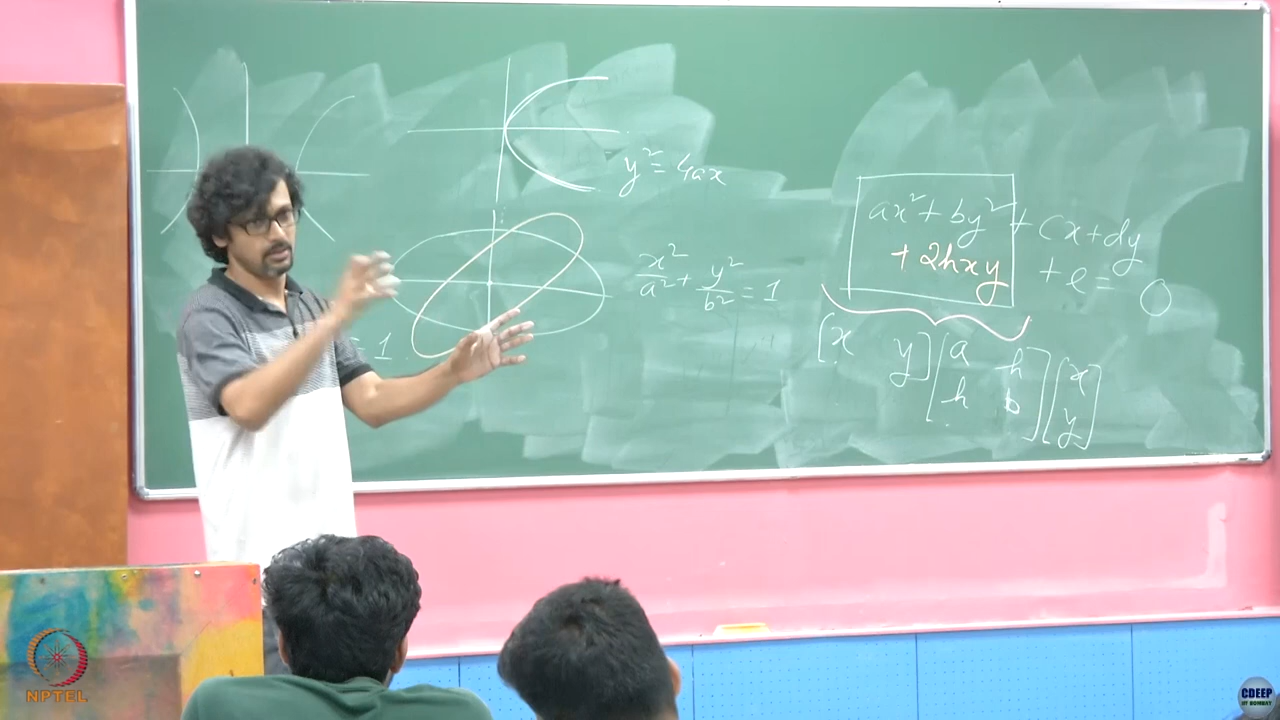 y² = 4ax
x²/a² + y²/b² = 1
= 1
ax² + by² + cx + dy
+ 2hxy + e = 0
[x y] [a h] [x]
[h b] [y]
NPTEL
CDEEP
IIT BOMBAY